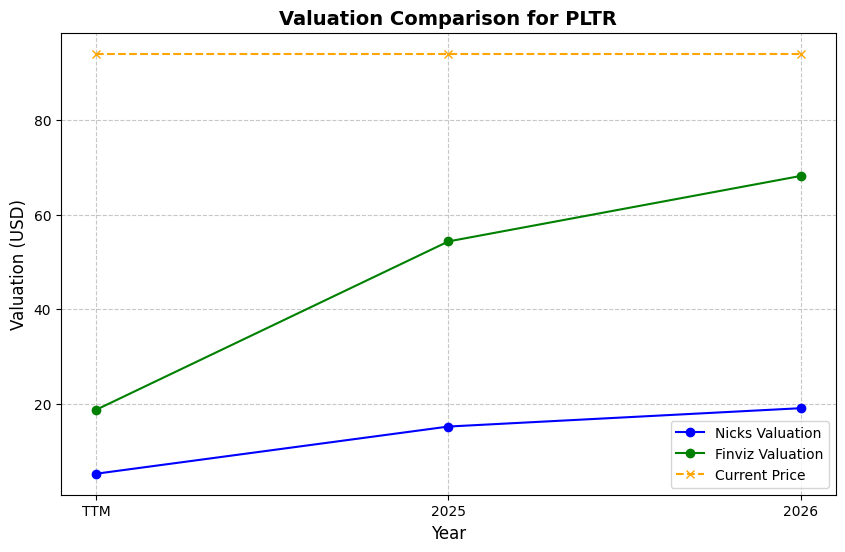 Valuation Comparison for PLTR
Valuation (USD)
80
60
40
20
TTM
2025
2026
Year
Nicks Valuation
Finviz Valuation
Current Price